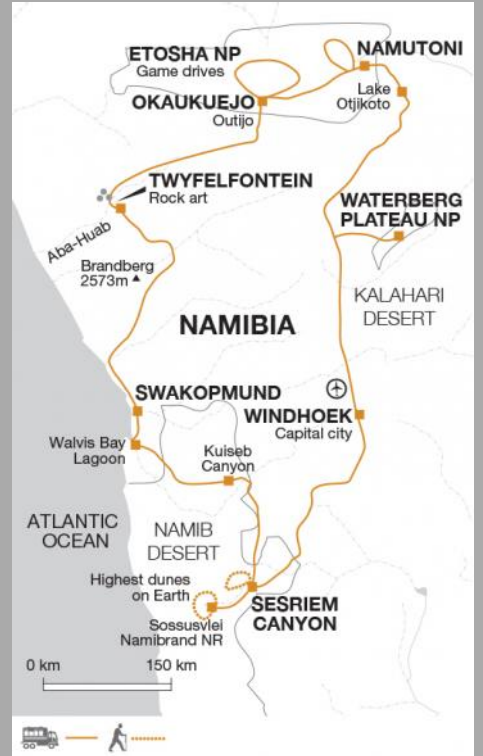 ETOSHA NP
Game drives
NAMUTONI
OKAUKUEJO
Outijo
Lake
Otjikoto
TWYFELFONTEIN
Rock art
WATERBERG
PLATEAU NP
Aba-Huab
Brandberg
2573m
KALAHARI
DESERT
NAMIBIA
SWAKOPMUND
WINDHOEK
Capital city
Walvis Bay
Lagoon
Kuiseb
Canyon
ATLANTIC
OCEAN
NAMIB
DESERT
Highest dunes
on Earth
SESRIEM
CANYON
Sossusvlei
Namibrand NR
0 km 150 km